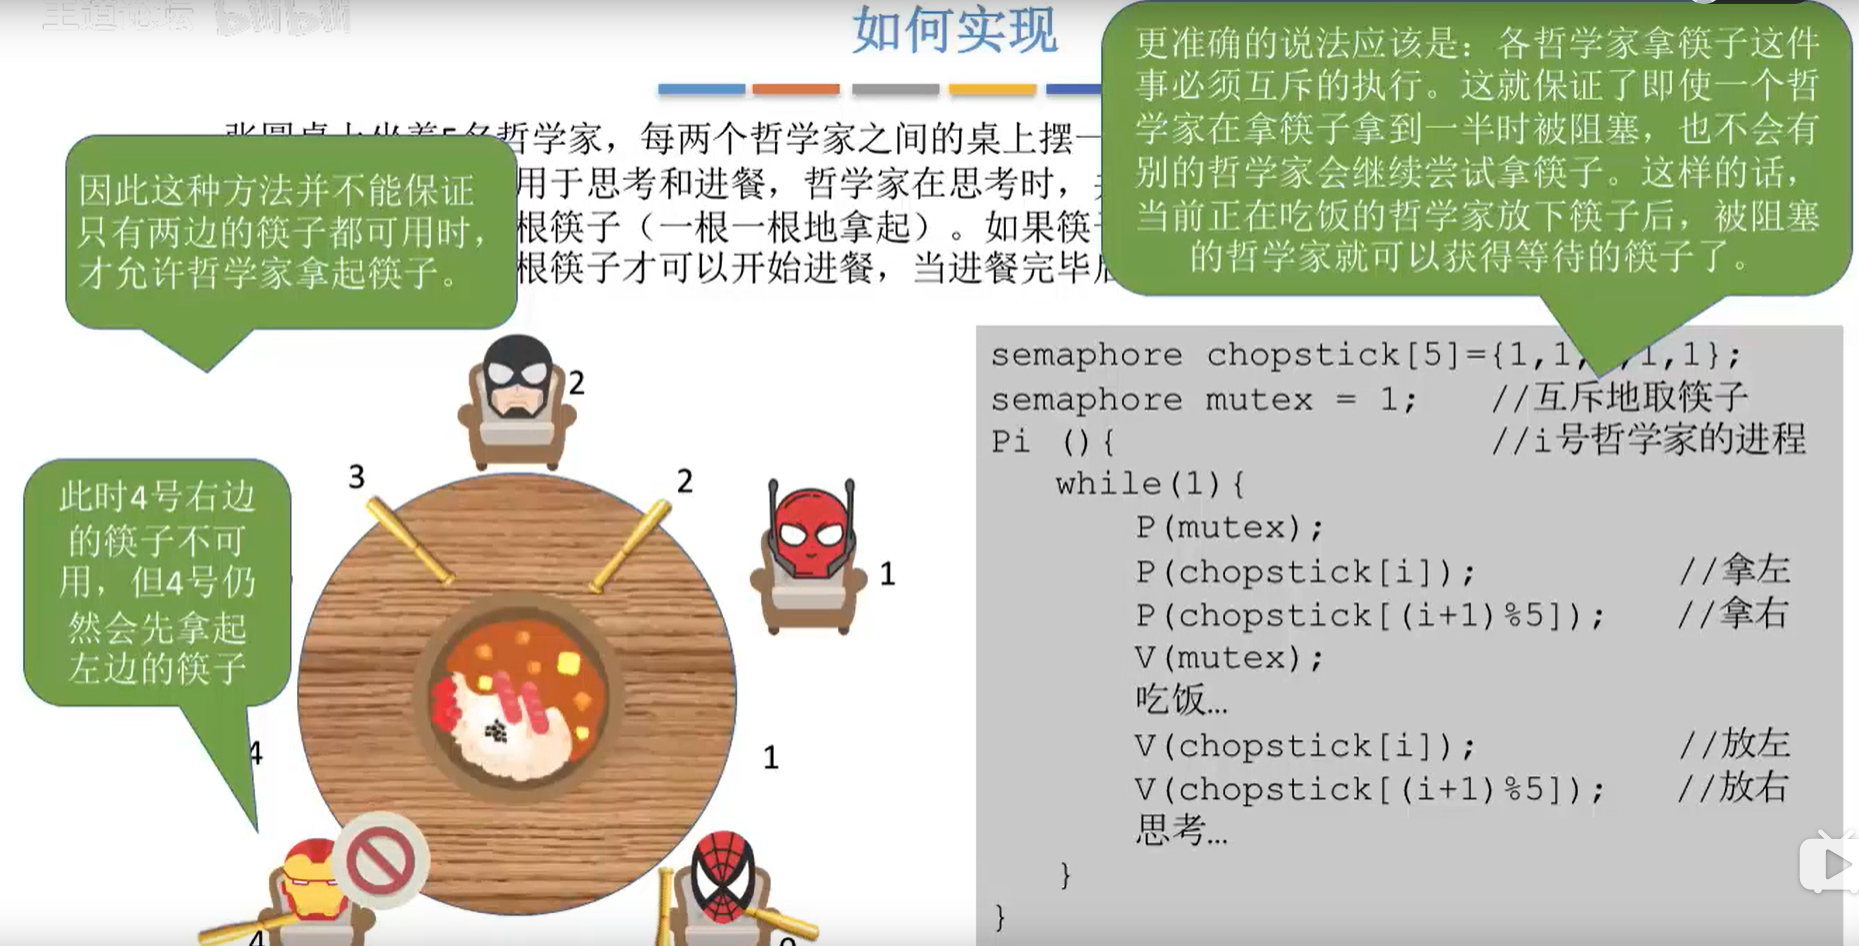 王道论坛 bilibili
如何实现
张圆桌上坐着5名哲学家，每两个哲学家之间的桌上摆一
用于思考和进餐，哲学家在思考时，
根筷子（一根一根地拿起）。如果筷
根筷子才可以开始进餐，当进餐完毕
更准确的说法应该是：各哲学家拿筷子这件
事必须互斥的执行。这就保证了即使一个哲
学家在拿筷子拿到一半时被阻塞，也不会有
别的哲学家会继续尝试拿筷子。这样的话，
当前正在吃饭的哲学家放下筷子后，被阻塞
的哲学家就可以获得等待的筷子了。
因此这种方法并不能保证
只有两边的筷子都可用时，
才允许哲学家拿起筷子。
此时4号右边
的筷子不可
用，但4号仍
然会先拿起
左边的筷子
2
3
2
1
4
1
4
0
semaphore chopstick[5]={1,1, ,1,1};
semaphore mutex = 1; //互斥地取筷子
Pi (){ //i号哲学家的进程
while(1){
P(mutex);
P(chopstick[i]); //拿左
P(chopstick[(i+1)%5]); //拿右
V(mutex);
吃饭…
V(chopstick[i]); //放左
V(chopstick[(i+1)%5]); //放右
思考…
}
}